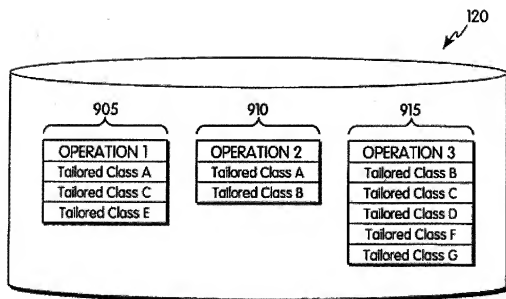 120
905
910
915
OPERATION 1
Tailored Class A
Tailored Class C
Tailored Class E
OPERATION 2
Tailored Class A
Tailored Class B
OPERATION 3
Tailored Class B
Tailored Class C
Tailored Class D
Tailored Class F
Tailored Class G